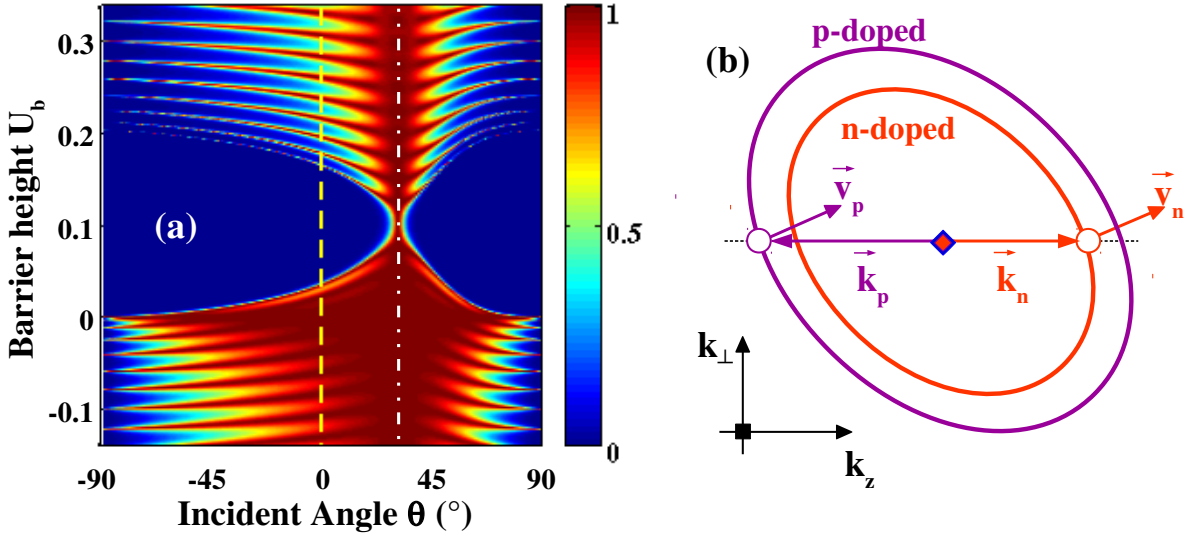 Barrier height U_b
0.3
0.2
0.1
0
-0.1
(a)
-90
-45
0
45
90
Incident Angle θ (°)
1
0.5
0
(b)
p-doped
n-doped
v_p
v_n
k_p
k_n
k_⊥
k_z